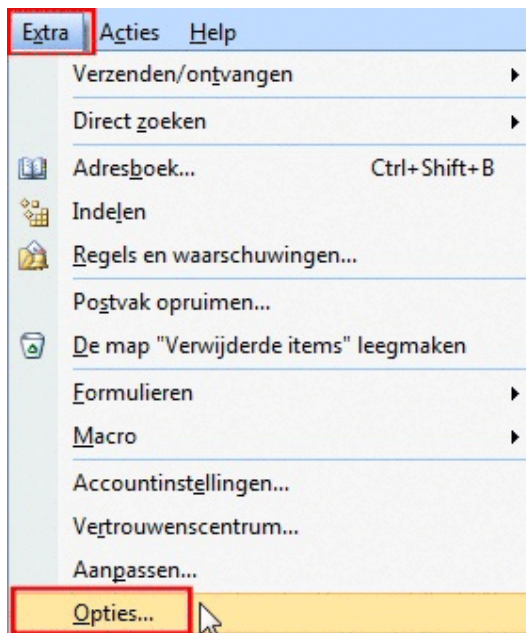 Extra Acties Help
Verzenden/ontvangen
Direct zoeken
Adresboek... Ctrl+Shift+B
Indelen
Regels en waarschuwingen...
Postvak opruimen...
De map "Verwijderde items" leegmaken
Formulieren
Macro
Accountinstellingen...
Vertrouwenscentrum...
Aanpassen...
Opties...